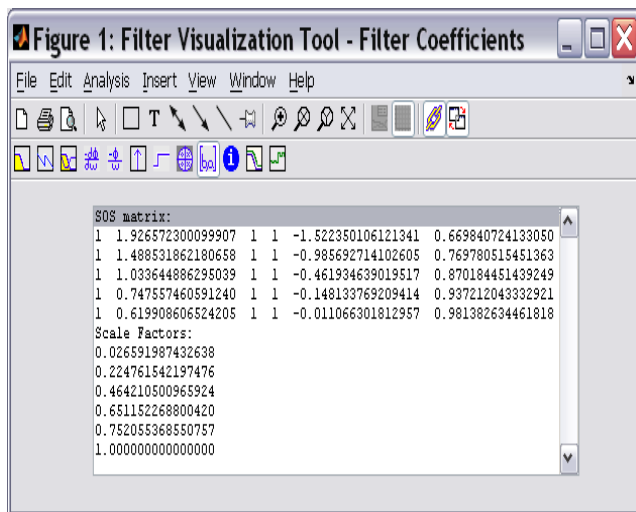 Figure 1: Filter Visualization Tool - Filter Coefficients
File Edit Analysis Insert View Window Help
SOS matrix:
1 1.926572300099907 1 1 -1.522350106121341 0.669840724133050
1 1.488531862180658 1 1 -0.985692714102605 0.769780515451363
1 1.033644886295039 1 1 -0.461934639019517 0.870184451439249
1 0.747557460591240 1 1 -0.148133769209414 0.937212043332921
1 0.619908606524205 1 1 -0.011066301812957 0.981382634461818
Scale Factors:
0.026591987432638
0.224761542197476
0.464210500965924
0.651152268800420
0.752055368550757
1.000000000000000